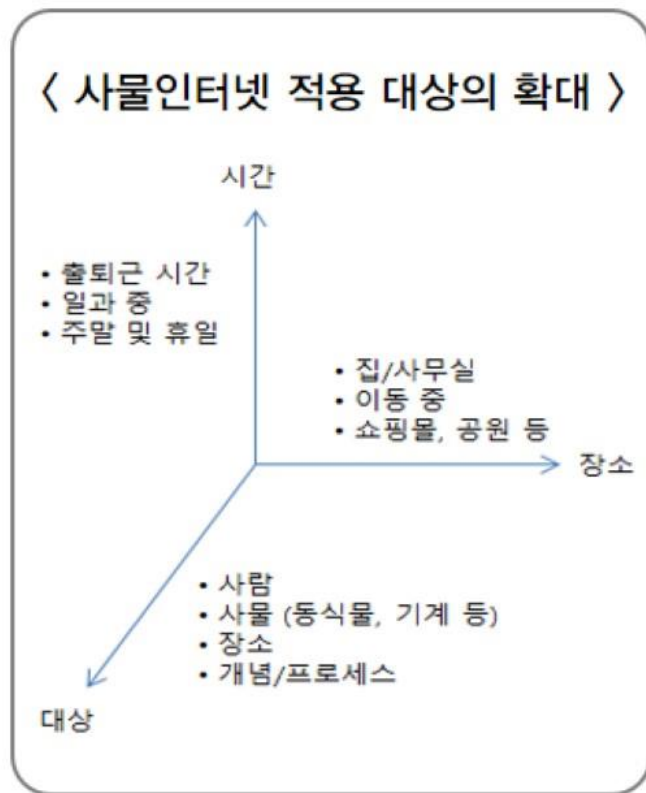 < 사물인터넷 적용 대상의 확대 >
시간
• 출퇴근 시간
• 일과 중
• 주말 및 휴일
• 집/사무실
• 이동 중
• 쇼핑몰, 공원 등
장소
• 사람
• 사물 (동식물, 기계 등)
• 장소
• 개념/프로세스
대상